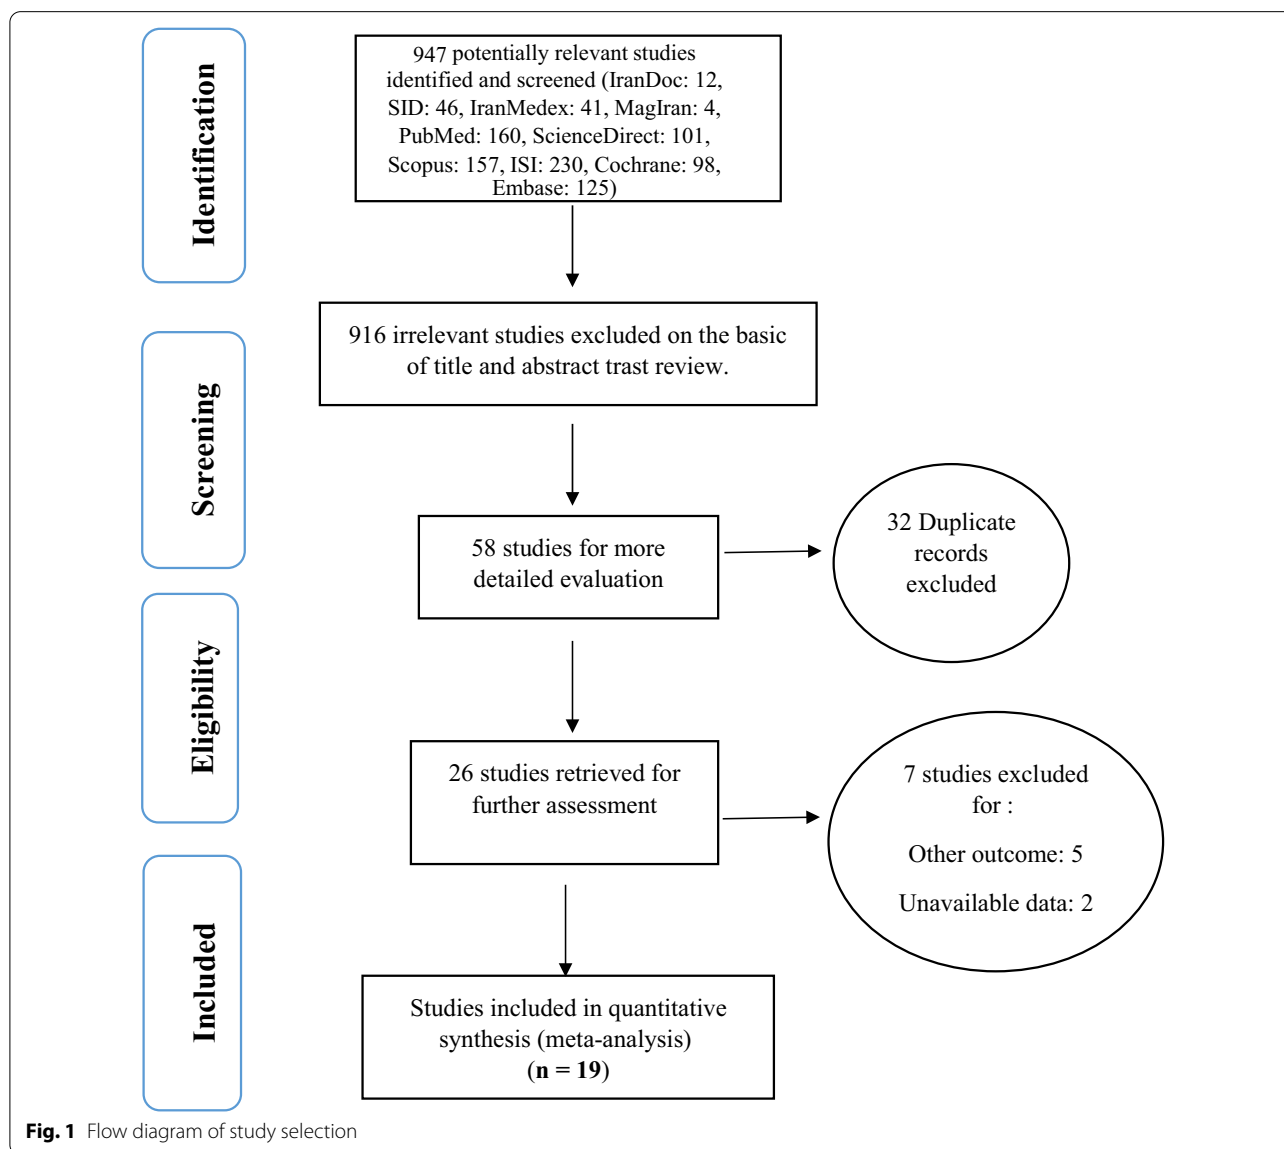 Identification
947 potentially relevant studies
identified and screened (IranDoc: 12,
SID: 46, IranMedex: 41, MagIran: 4,
PubMed: 160, ScienceDirect: 101,
Scopus: 157, ISI: 230, Cochrane: 98,
Embase: 125)
916 irrelevant studies excluded on the basic
of title and abstract trast review.
Screening
58 studies for more
detailed evaluation
32 Duplicate
records
excluded
Eligibility
26 studies retrieved for
further assessment
7 studies excluded
for :
Other outcome: 5
Unavailable data: 2
Included
Studies included in quantitative
synthesis (meta-analysis)
(n = 19)
Fig. 1 Flow diagram of study selection